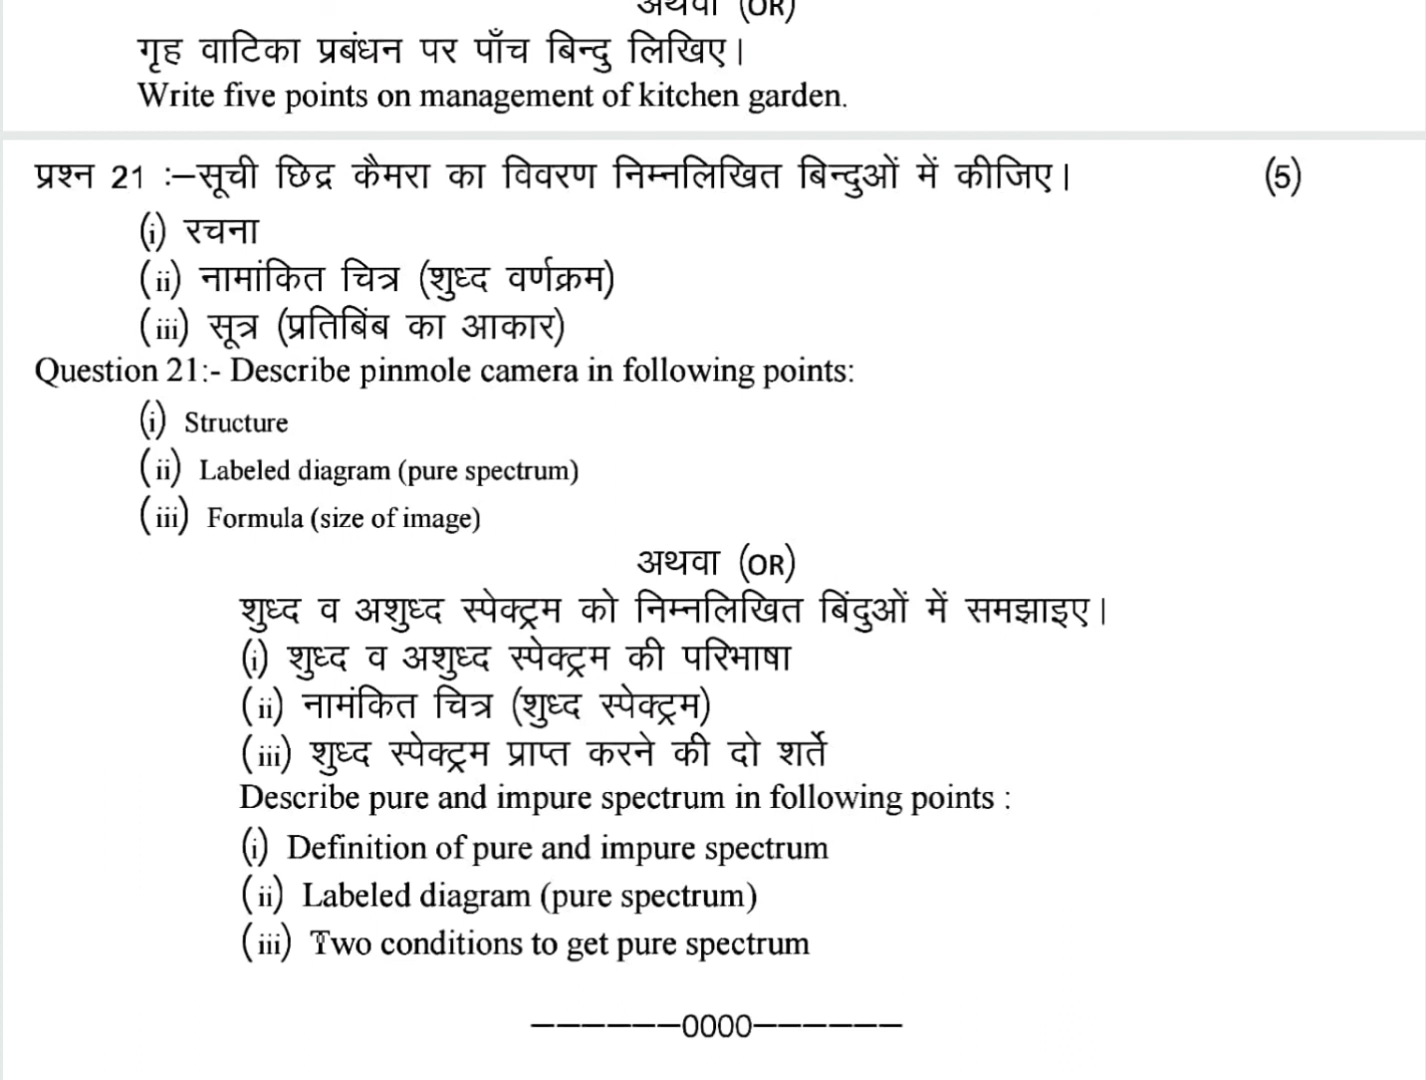 अथवा (OR)
गृह वाटिका प्रबंधन पर पाँच बिन्दु लिखिए।
Write five points on management of kitchen garden.
प्रश्न 21 :–सूची छिद्र कैमरा का विवरण निम्नलिखित बिन्दुओं में कीजिए। (5)
(i) रचना
(ii) नामांकित चित्र (शुध्द वर्णक्रम)
(iii) सूत्र (प्रतिबिंब का आकार)
Question 21:- Describe pinmole camera in following points:
(i) Structure
(ii) Labeled diagram (pure spectrum)
(iii) Formula (size of image)
अथवा (OR)
शुध्द व अशुध्द स्पेक्ट्रम को निम्नलिखित बिंदुओं में समझाइए।
(i) शुध्द व अशुध्द स्पेक्ट्रम की परिभाषा
(ii) नामंकित चित्र (शुध्द स्पेक्ट्रम)
(iii) शुध्द स्पेक्ट्रम प्राप्त करने की दो शर्ते
Describe pure and impure spectrum in following points :
(i) Definition of pure and impure spectrum
(ii) Labeled diagram (pure spectrum)
(iii) Two conditions to get pure spectrum
––––––0000––––––